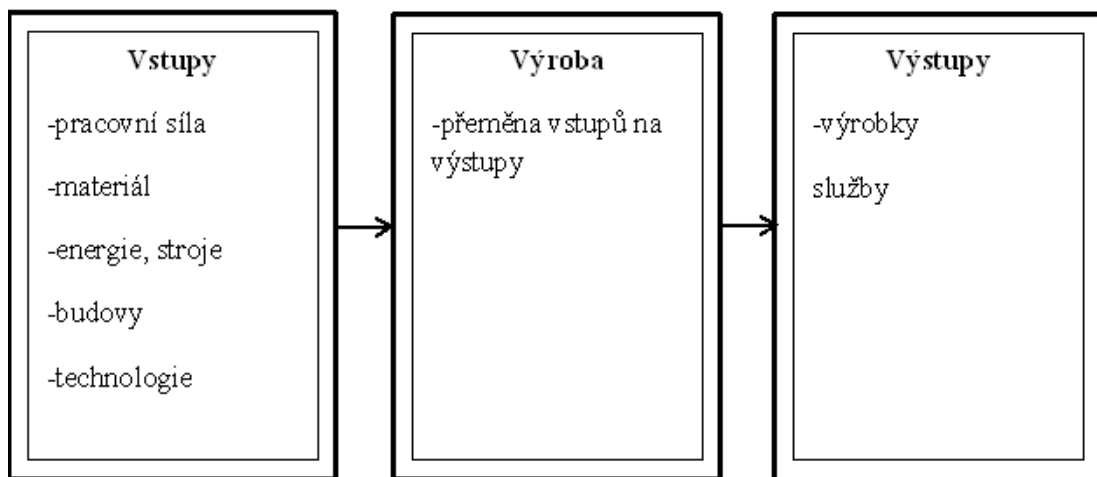 Vstupy
-pracovní síla
-materiál
-energie, stroje
-budovy
-technologie
Výroba
-přeměna vstupů na
výstupy
Výstupy
-výrobky
služby